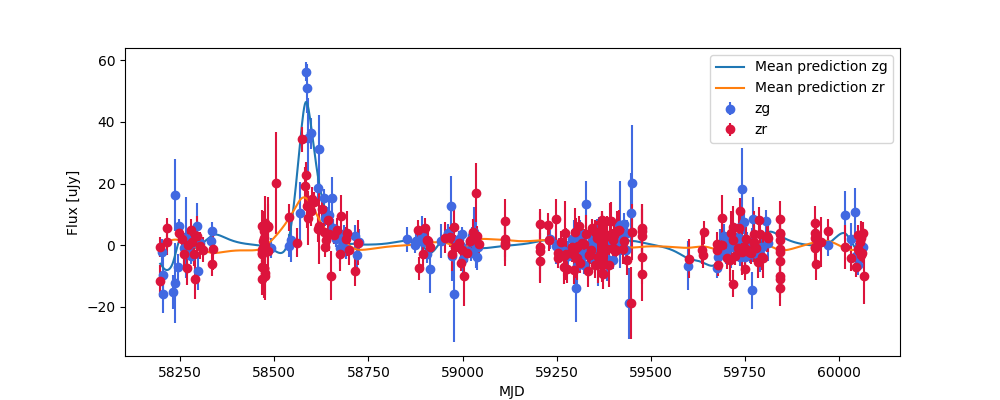 60
40
20
0
−20
Flux [uJy]
58250
58500
58750
59000
59250
59500
59750
60000
MJD
Mean prediction zg
Mean prediction zr
zg
zr